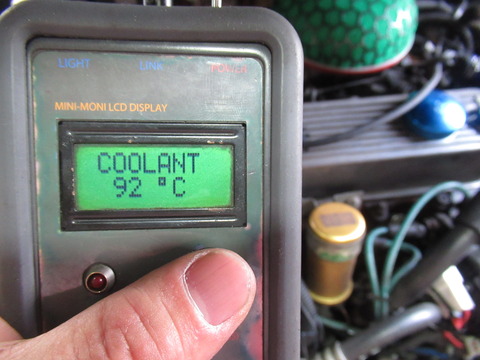 LIGHT LINK POWER
MINI-MONI LCD DISPLAY
COOLANT
92 °C